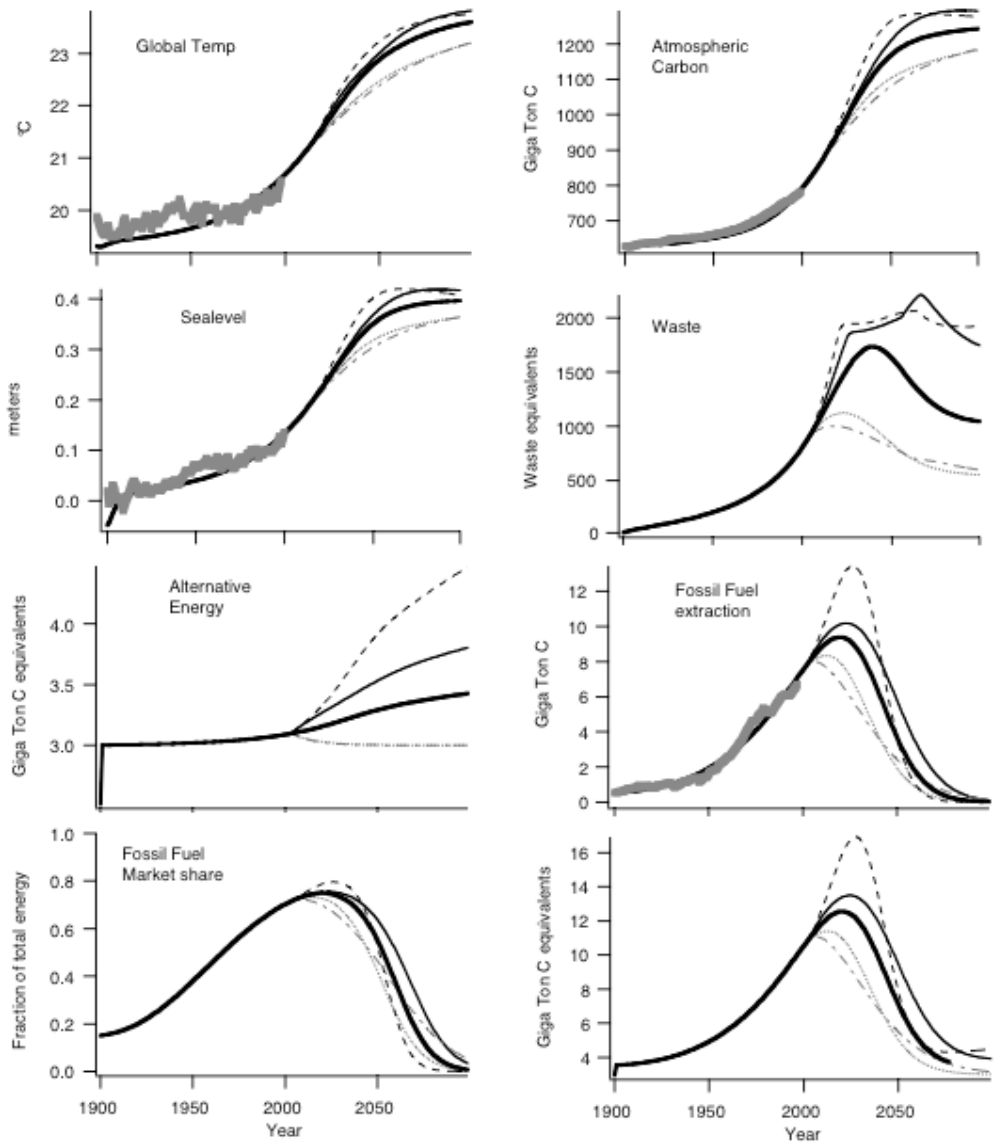 Global Temp
°C
23
22
21
20
Atmospheric
Carbon
Giga Ton C
1200
1100
1000
900
800
700
Sealevel
meters
0.4
0.3
0.2
0.1
0.0
Waste
Waste equivalents
2000
1500
1000
500
0
Alternative
Energy
Giga Ton C equivalents
4.0
3.5
3.0
Fossil Fuel
extraction
Giga Ton C
12
10
8
6
4
2
0
Fossil Fuel
Market share
Fraction of total energy
1.0
0.8
0.6
0.4
0.2
0.0
1900
1950
2000
2050
Year
Giga Ton C equivalents
16
14
12
10
8
6
4
1900
1950
2000
2050
Year